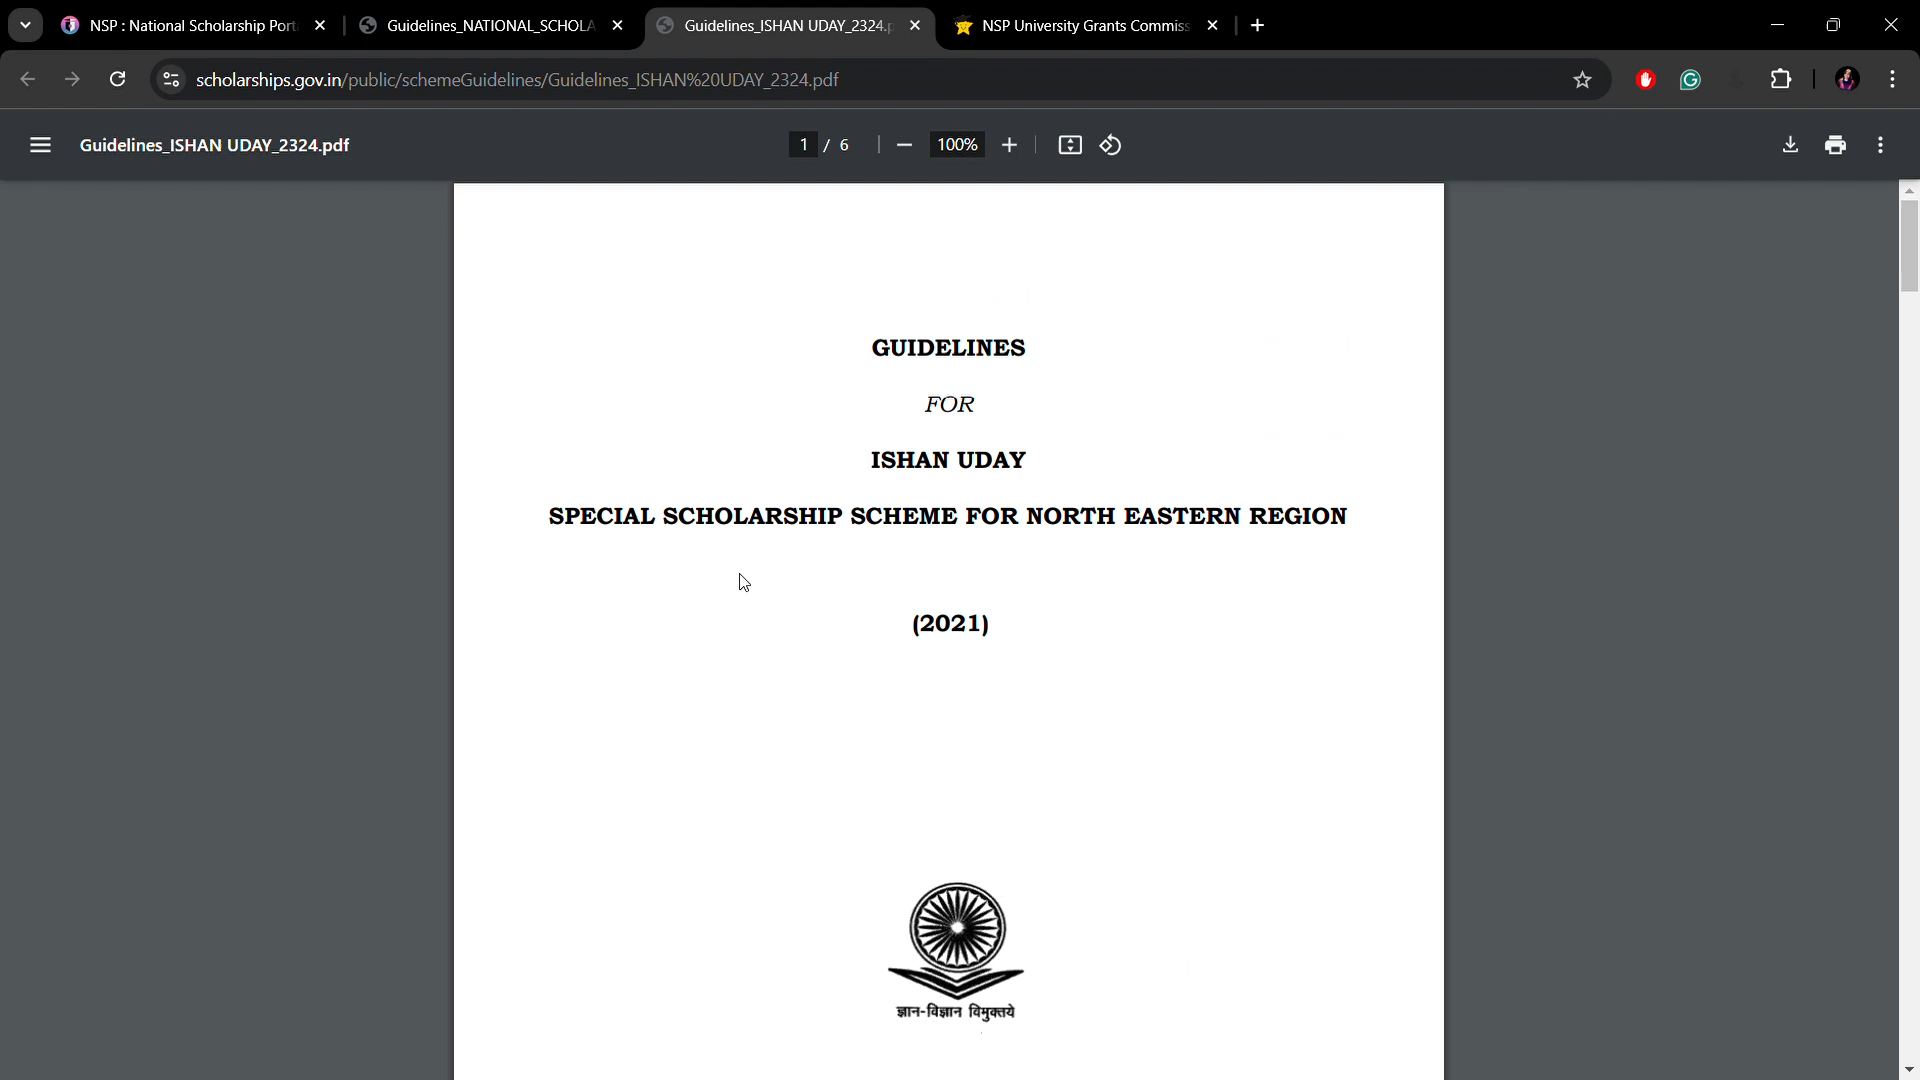 NSP : National Scholarship Port
Guidelines_NATIONAL_SCHOLA
Guidelines_ISHAN UDAY_2324.p
NSP University Grants Commiss
scholarships.gov.in/public/schemeGuidelines/Guidelines_ISHAN%20UDAY_2324.pdf
Guidelines_ISHAN UDAY_2324.pdf
1 / 6
100%
GUIDELINES
FOR
ISHAN UDAY
SPECIAL SCHOLARSHIP SCHEME FOR NORTH EASTERN REGION
(2021)
ज्ञान-विज्ञान विमुक्तये